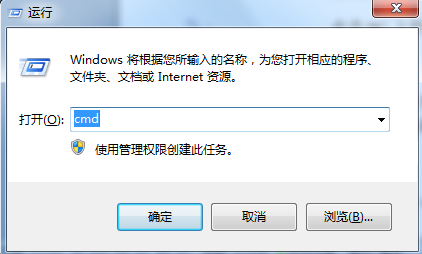 运行
Windows 将根据您所输入的名称，为您打开相应的程序、
文件夹、文档或 Internet 资源。
打开(O): cmd
使用管理权限创建此任务。
确定 取消 浏览(B)...